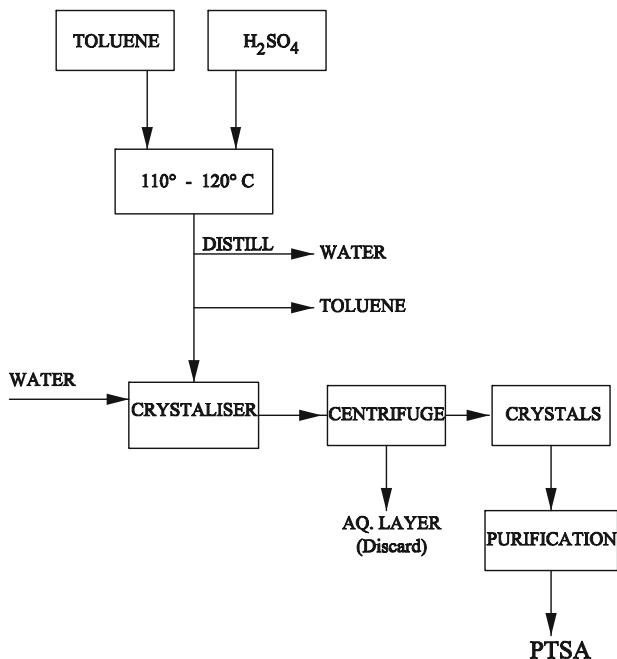 TOLUENE
H₂SO₄
110° - 120° C
DISTILL
WATER
TOLUENE
WATER
CRYSTALISER
CENTRIFUGE
CRYSTALS
AQ. LAYER
(Discard)
PURIFICATION
PTSA